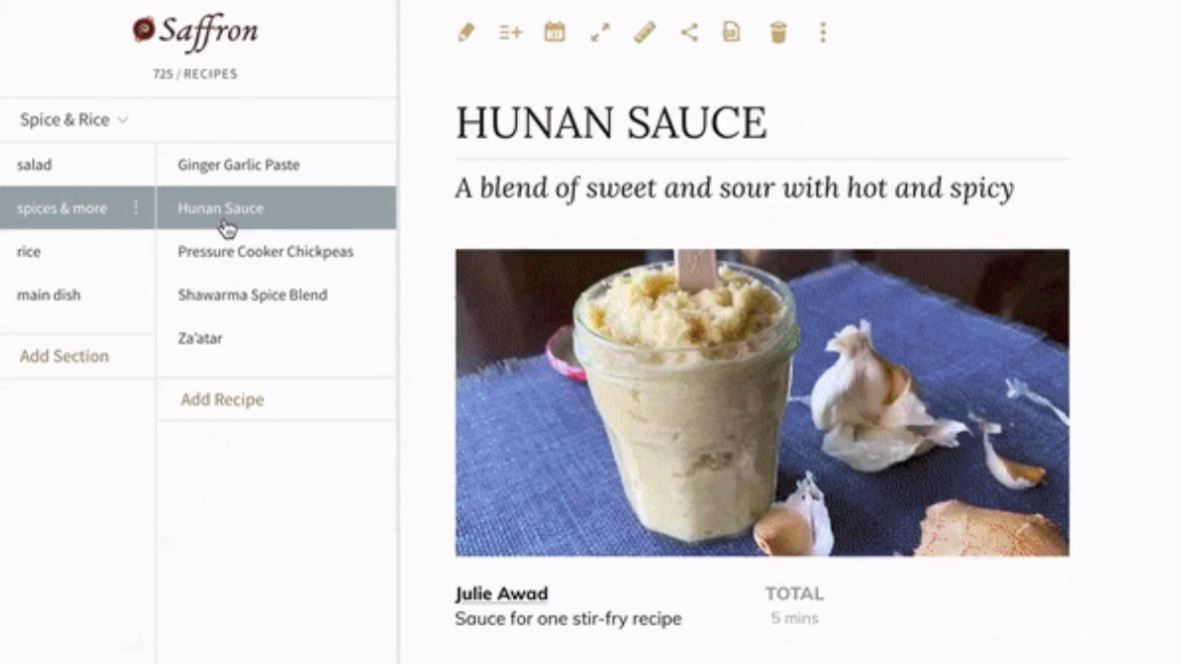 Saffron
725 / RECIPES
Spice & Rice
salad
spices & more
rice
main dish
Add Section
Ginger Garlic Paste
Hunan Sauce
Pressure Cooker Chickpeas
Shawarma Spice Blend
Za'atar
Add Recipe
HUNAN SAUCE
A blend of sweet and sour with hot and spicy
Julie Awad
Sauce for one stir-fry recipe
TOTAL
5 mins